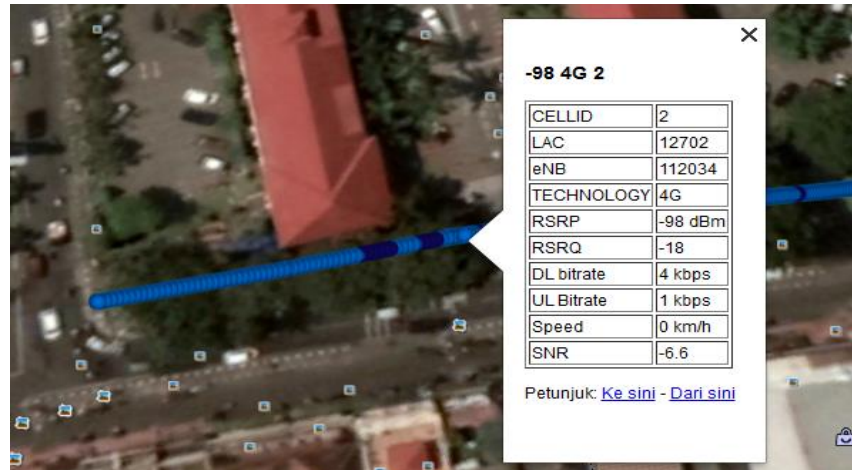 -98 4G 2
CELLID 2
LAC 12702
eNB 112034
TECHNOLOGY 4G
RSRP -98 dBm
RSRQ -18
DL bitrate 4 kbps
UL Bitrate 1 kbps
Speed 0 km/h
SNR -6.6
Petunjuk: Ke sini - Dari sini